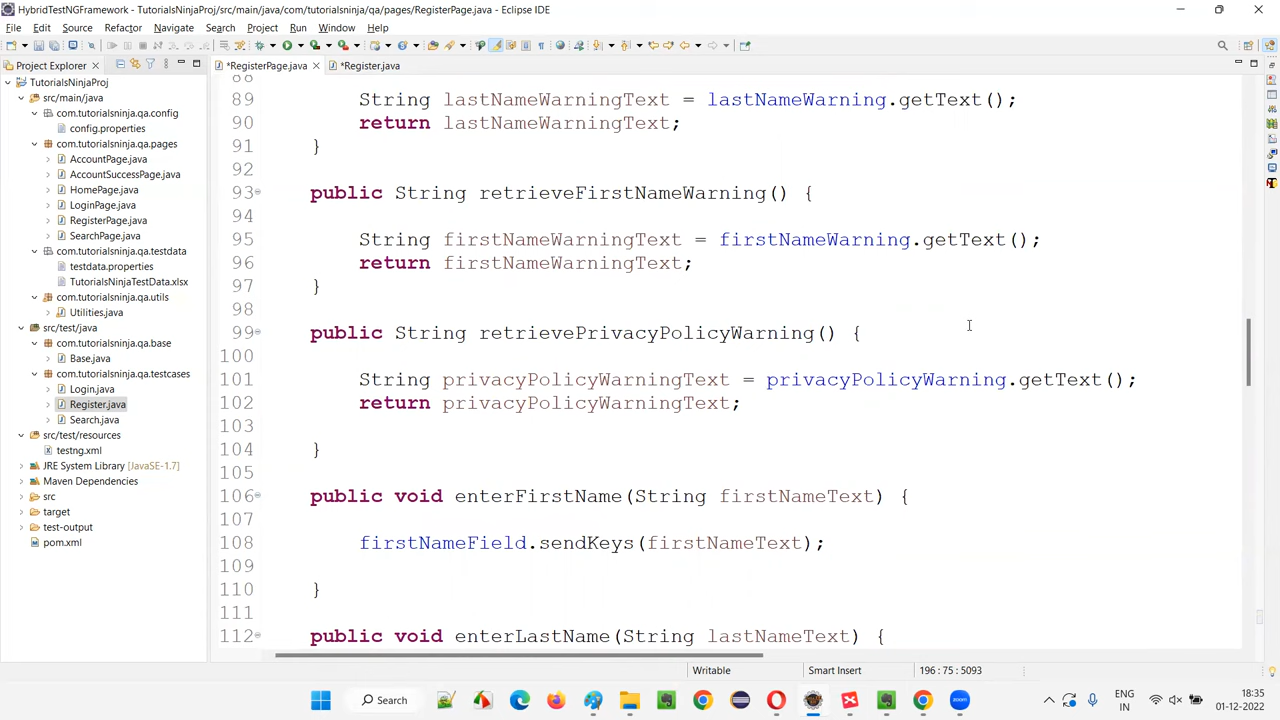 HybridTestNGFramework - TutorialsNinjaProj/src/main/java/com/tutorialsninja/qa/pages/RegisterPage.java - Eclipse IDE
File Edit Source Refactor Navigate Search Project Run Window Help
Project Explorer
*RegisterPage.java
*Register.java
TutorialsNinjaProj
src/main/java
com.tutorialsninja.qa.config
config.properties
com.tutorialsninja.qa.pages
AccountPage.java
AccountSuccessPage.java
HomePage.java
LoginPage.java
RegisterPage.java
SearchPage.java
com.tutorialsninja.qa.testdata
testdata.properties
TutorialsNinjaTestData.xlsx
com.tutorialsninja.qa.utils
Utilities.java
src/test/java
com.tutorialsninja.qa.base
Base.java
com.tutorialsninja.qa.testcases
Login.java
Register.java
Search.java
src/test/resources
testng.xml
JRE System Library [JavaSE-1.7]
Maven Dependencies
src
target
test-output
pom.xml
88
89 String lastNameWarningText = lastNameWarning.getText();
90 return lastNameWarningText;
91 }
92
93 public String retrieveFirstNameWarning() {
94
95 String firstNameWarningText = firstNameWarning.getText();
96 return firstNameWarningText;
97 }
98
99 public String retrievePrivacyPolicyWarning() {
100
101 String privacyPolicyWarningText = privacyPolicyWarning.getText();
102 return privacyPolicyWarningText;
103
104 }
105
106 public void enterFirstName(String firstNameText) {
107
108 firstNameField.sendKeys(firstNameText);
109
110 }
111
112 public void enterLastName(String lastNameText) {
Writable Smart Insert 196 : 75 : 5093
Search
ENG
IN
18:35
01-12-2022